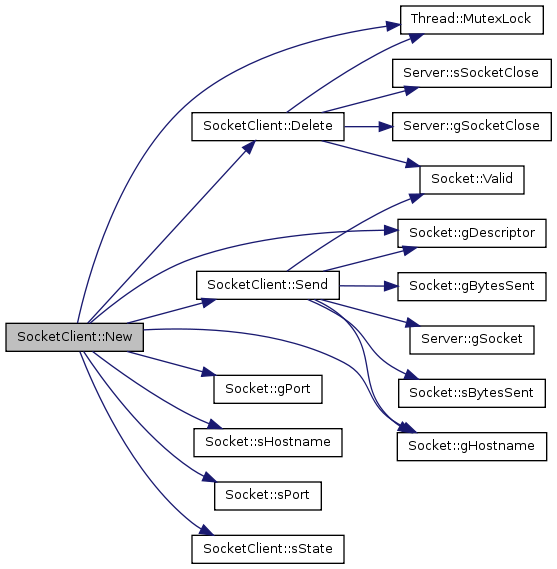 Thread::MutexLock
Server::sSocketClose
SocketClient::Delete
Server::gSocketClose
Socket::Valid
Socket::gDescriptor
SocketClient::Send
Socket::gBytesSent
SocketClient::New
Server::gSocket
Socket::gPort
Socket::sBytesSent
Socket::sHostname
Socket::gHostname
Socket::sPort
SocketClient::sState